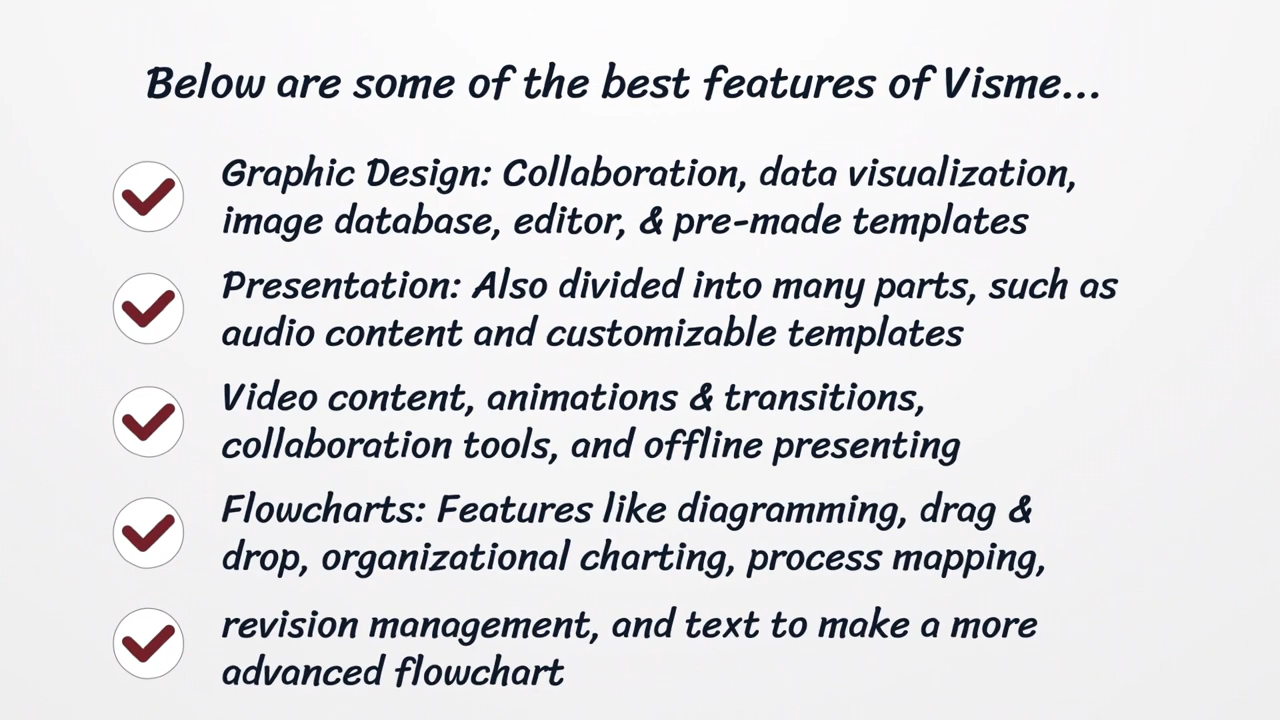 Below are some of the best features of Visme...
Graphic Design: Collaboration, data visualization,
image database, editor, & pre-made templates
Presentation: Also divided into many parts, such as
audio content and customizable templates
Video content, animations & transitions,
collaboration tools, and offline presenting
Flowcharts: Features like diagramming, drag &
drop, organizational charting, process mapping,
revision management, and text to make a more
advanced flowchart